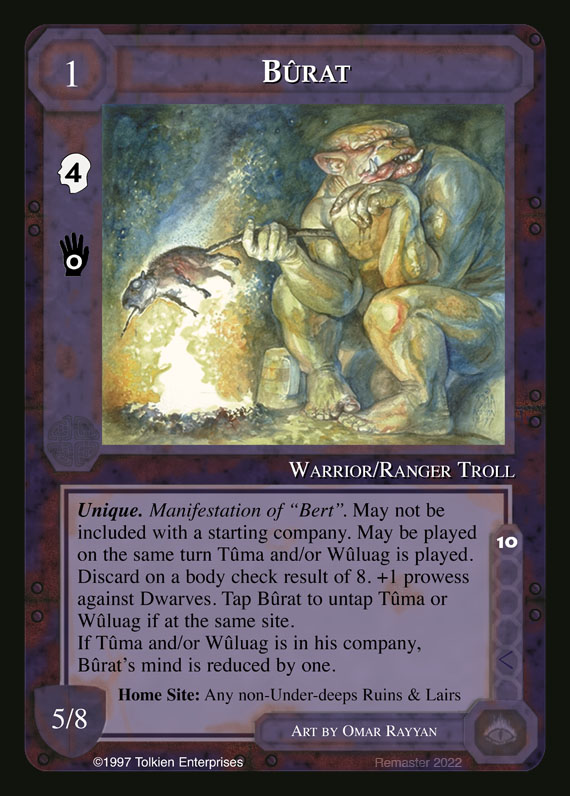 1
BÛRAT
4
0
WARRIOR/RANGER TROLL
Unique. Manifestation of “Bert”. May not be
included with a starting company. May be played
on the same turn Tûma and/or Wûluag is played.
Discard on a body check result of 8. +1 prowess
against Dwarves. Tap Bûrat to untap Tûma or
Wûluag if at the same site.
If Tûma and/or Wûluag is in his company,
Bûrat’s mind is reduced by one.
10
Home Site: Any non-Under-deeps Ruins & Lairs
5/8
ART BY OMAR RAYYAN
©1997 Tolkien Enterprises
Remaster 2022